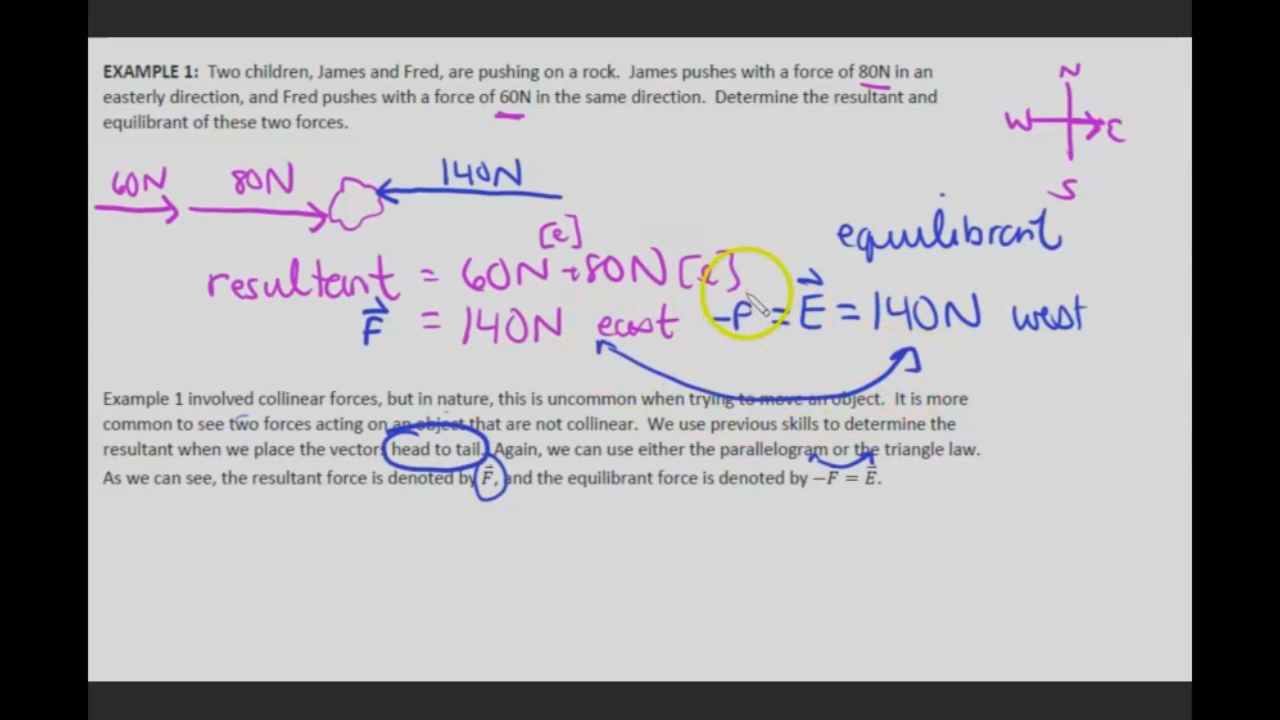 EXAMPLE 1: Two children, James and Fred, are pushing on a rock. James pushes with a force of 80N in an
easterly direction, and Fred pushes with a force of 60N in the same direction. Determine the resultant and
equilibrant of these two forces.
N
W E
S
60N 80N 140N
equilibrant
[e]
resultant = 60N + 80N [e]
F⃗ = 140N east -F = E⃗ = 140N west
Example 1 involved collinear forces, but in nature, this is uncommon when trying to move an object. It is more
common to see two forces acting on an object that are not collinear. We use previous skills to determine the
resultant when we place the vectors head to tail. Again, we can use either the parallelogram or the triangle law.
As we can see, the resultant force is denoted by F⃗, and the equilibrant force is denoted by −F = E⃗.